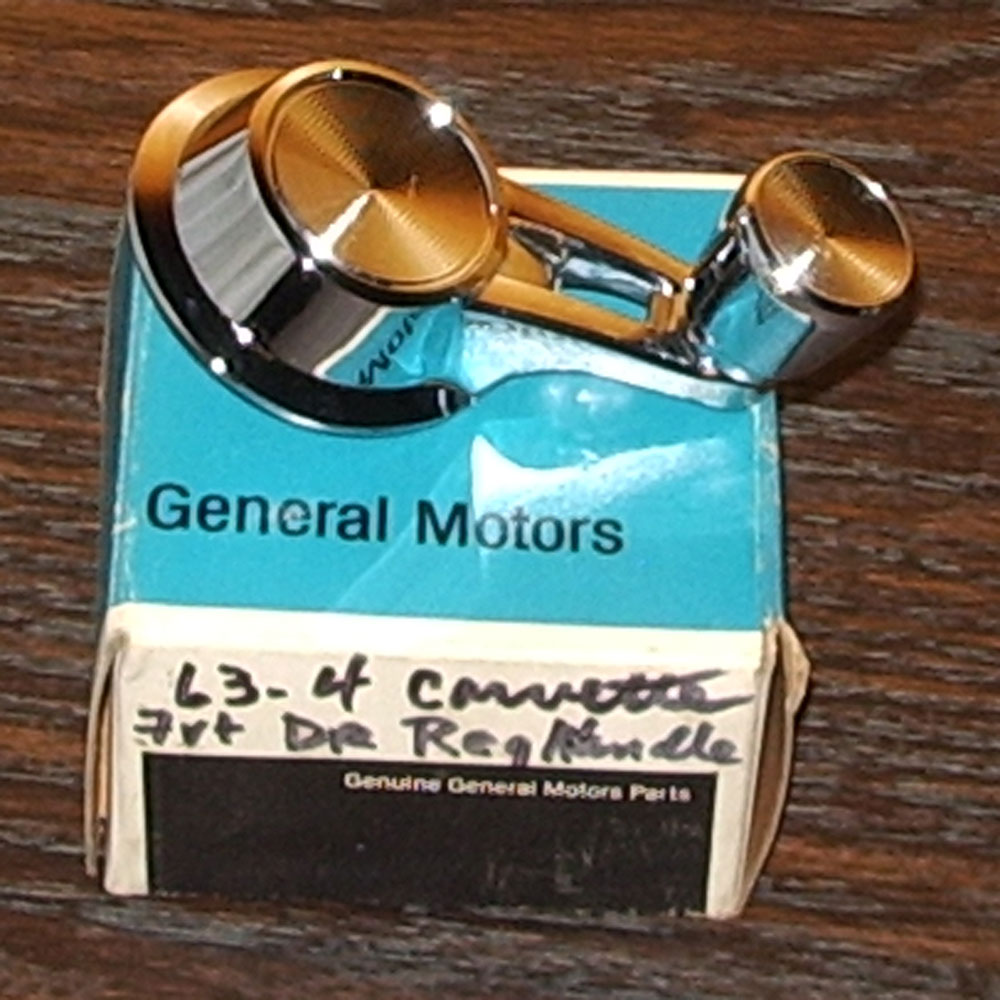 General Motors
63-4 Corvette
Frt DR Reg Handle
Genuine General Motors Parts